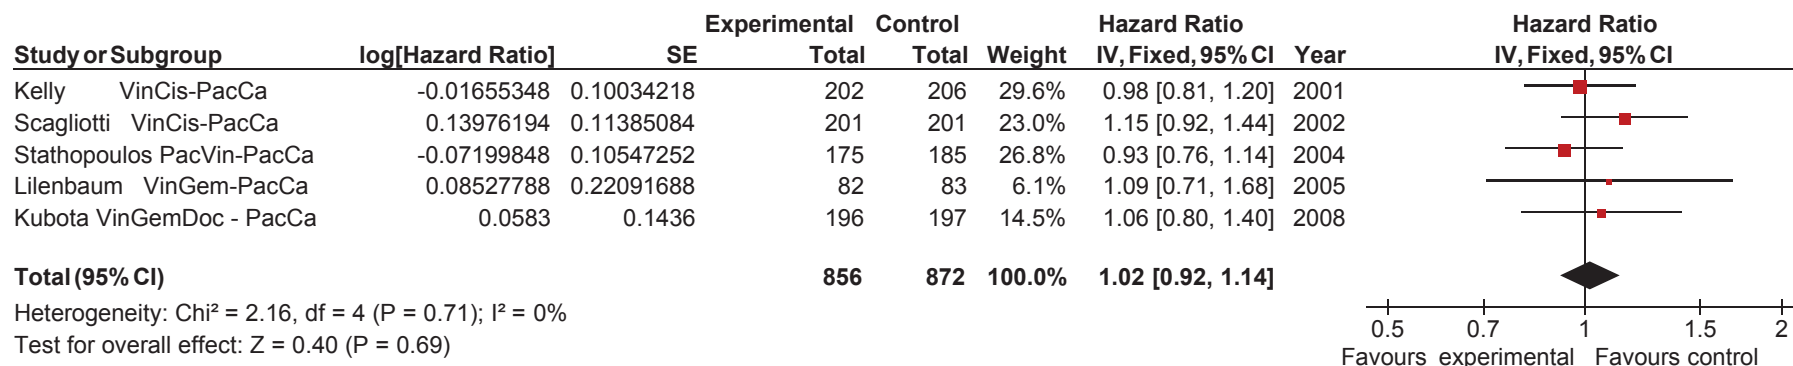 Experimental Control Hazard Ratio Hazard Ratio
Study or Subgroup log[Hazard Ratio] SE Total Total Weight IV, Fixed, 95% CI Year IV, Fixed, 95% CI
Kelly VinCis-PacCa -0.01655348 0.10034218 202 206 29.6% 0.98 [0.81, 1.20] 2001
Scagliotti VinCis-PacCa 0.13976194 0.11385084 201 201 23.0% 1.15 [0.92, 1.44] 2002
Stathopoulos PacVin-PacCa -0.07199848 0.10547252 175 185 26.8% 0.93 [0.76, 1.14] 2004
Lilenbaum VinGem-PacCa 0.08527788 0.22091688 82 83 6.1% 1.09 [0.71, 1.68] 2005
Kubota VinGemDoc - PacCa 0.0583 0.1436 196 197 14.5% 1.06 [0.80, 1.40] 2008
Total (95% CI) 856 872 100.0% 1.02 [0.92, 1.14]
Heterogeneity: Chi² = 2.16, df = 4 (P = 0.71); I² = 0%
Test for overall effect: Z = 0.40 (P = 0.69)
0.5 0.7 1 1.5 2
Favours experimental Favours control